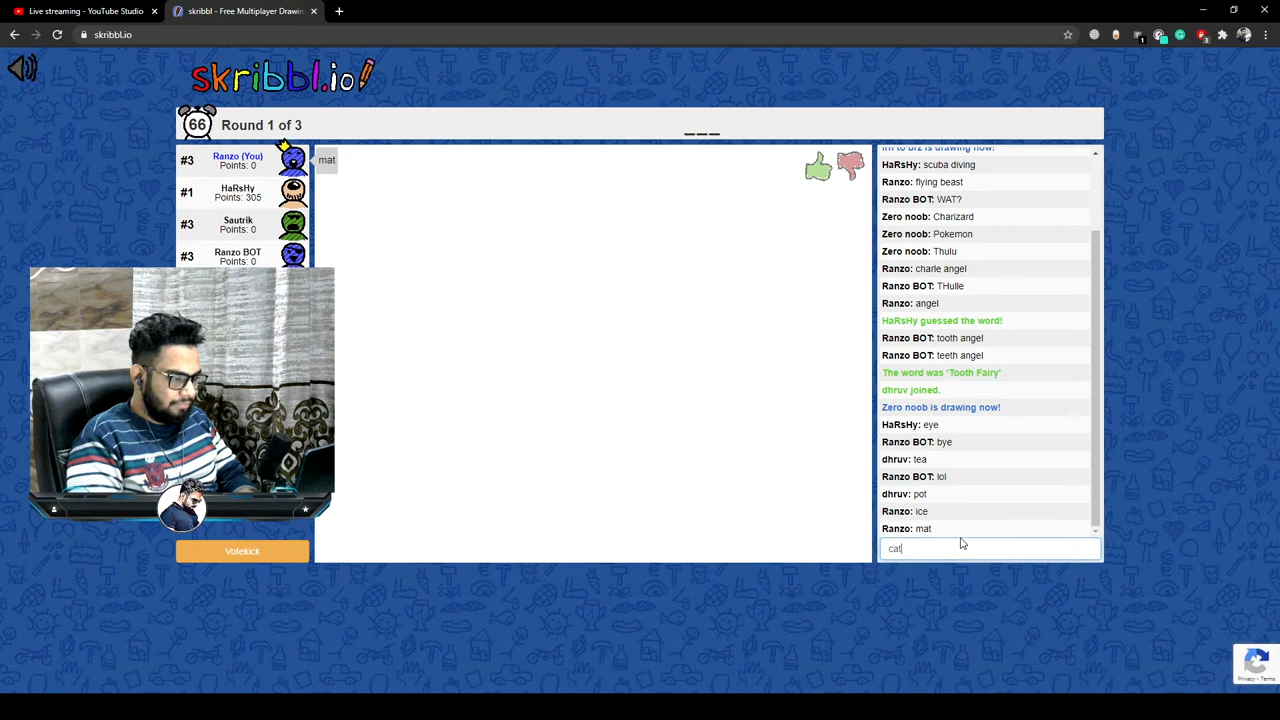 Live streaming - YouTube Studio
skribbl - Free Multiplayer Drawin
skribbl.io
3
skribbl.io
66
Round 1 of 3
___
#3
Ranzo (You)
Points: 0
#1
HaRsHy
Points: 305
#3
Sautrik
Points: 0
#3
Ranzo BOT
Points: 0
mat
Votekick
HaRsHy: scuba diving
Ranzo: flying beast
Ranzo BOT: WAT?
Zero noob: Charizard
Zero noob: Pokemon
Zero noob: Thulu
Ranzo: charle angel
Ranzo BOT: THulle
Ranzo: angel
HaRsHy guessed the word!
Ranzo BOT: tooth angel
Ranzo BOT: teeth angel
The word was 'Tooth Fairy'
dhruv joined.
Zero noob is drawing now!
HaRsHy: eye
Ranzo BOT: bye
dhruv: tea
Ranzo BOT: lol
dhruv: pot
Ranzo: ice
Ranzo: mat
cat
Privacy - Terms